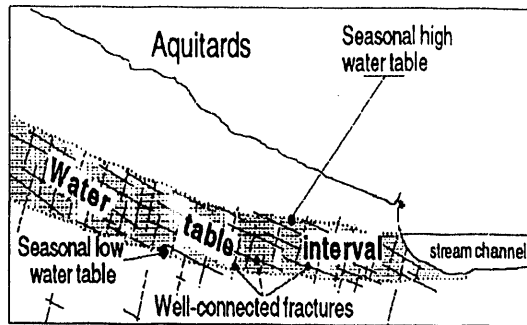 Aquitards
Seasonal high
water table
Water
table
interval
stream channel
Seasonal low
water table
Well-connected fractures